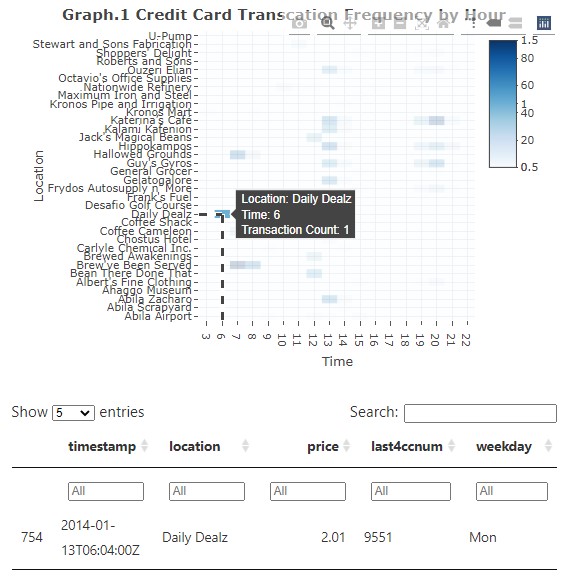 Graph.1 Credit Card Transcation Frequency by Hour
U-Pump
Stewart and Sons Fabrication
Shoppers' Delight
Roberts and Sons
Ouzeri Elian
Octavio's Office Supplies
Nationwide Refinery
Maximum Iron and Steel
Kronos Pipe and Irrigation
Kronos Mart
Katerina's Cafe
Kalami Kafenion
Jack's Magical Beans
Hippokampos
Hallowed Grounds
Guy's Gyros
General Grocer
Gelatogalore
Frydos Autosupply n' More
Frank's Fuel
Desafio Golf Course
Daily Dealz
Coffee Shack
Coffee Cameleon
Chostus Hotel
Carlyle Chemical Inc.
Brewed Awakenings
Brew've Been Served
Bean There Done That
Albert's Fine Clothing
Ahaggo Museum
Abila Zacharo
Abila Scrapyard
Abila Airport
Location
Location: Daily Dealz
Time: 6
Transaction Count: 1
1.5
80
60
1
40
20
0.5
3 6 7 8 9 10 11 12 13 14 15 16 17 18 19 20 21 22
Time
Show 5 entries Search:
timestamp location price last4ccnum weekday
All All All All All
754 2014-01-13T06:04:00Z Daily Dealz 2.01 9551 Mon